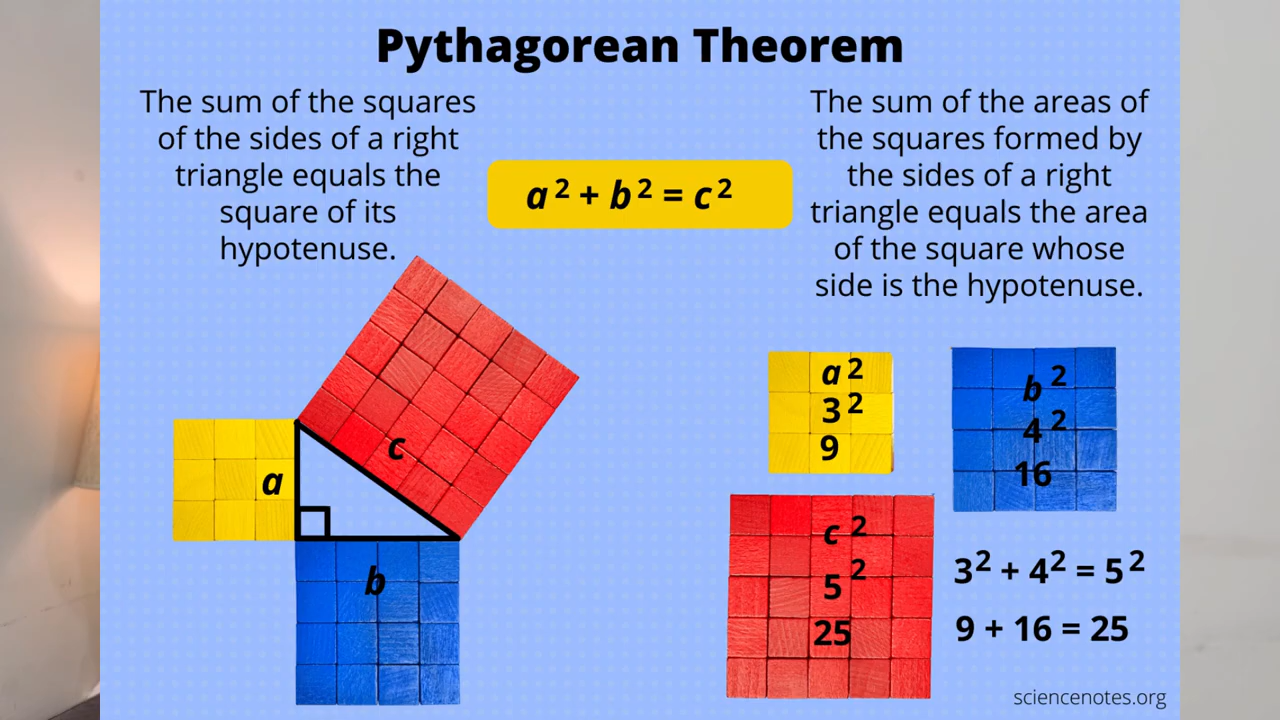 Pythagorean Theorem
The sum of the squares
of the sides of a right
triangle equals the
square of its
hypotenuse.
a² + b² = c²
The sum of the areas of
the squares formed by
the sides of a right
triangle equals the area
of the square whose
side is the hypotenuse.
c
a
b
a²
3²
9
b²
4²
16
c²
5²
25
3² + 4² = 5²
9 + 16 = 25
sciencenotes.org